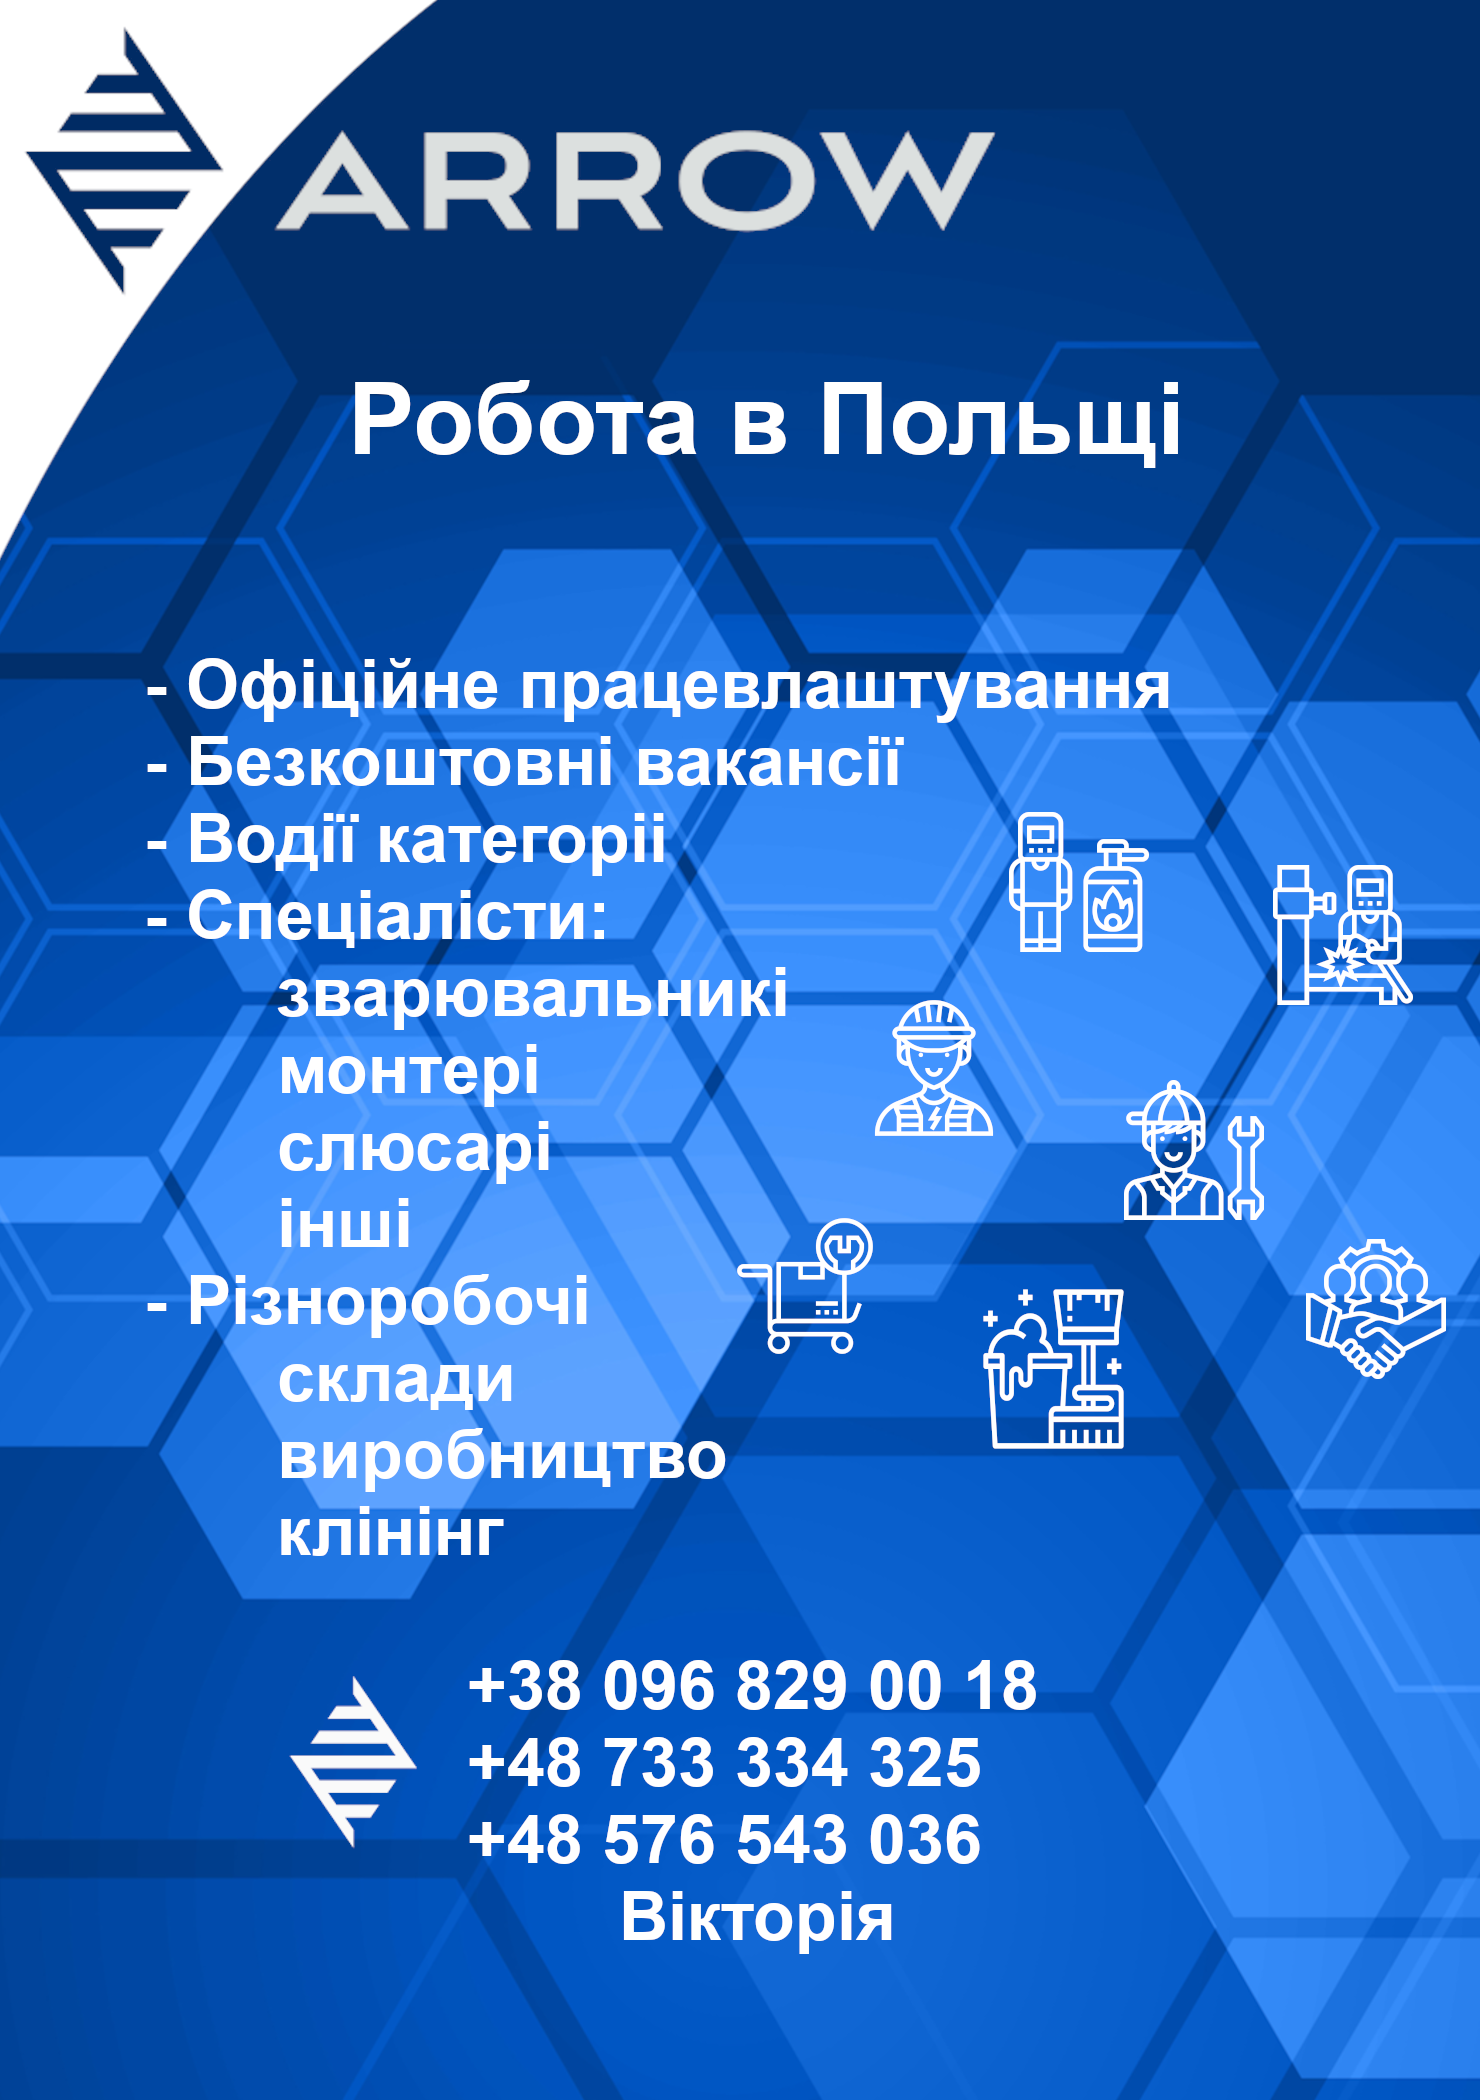 ARROW
Робота в Польщі
- Офіційне працевлаштування
- Безкоштовні вакансії
- Водії категоріі
- Спеціалісти:
зварювальникі
монтері
слюсарі
інші
- Різноробочі
склади
виробництво
клінінг
+38 096 829 00 18
+48 733 334 325
+48 576 543 036
Вікторія